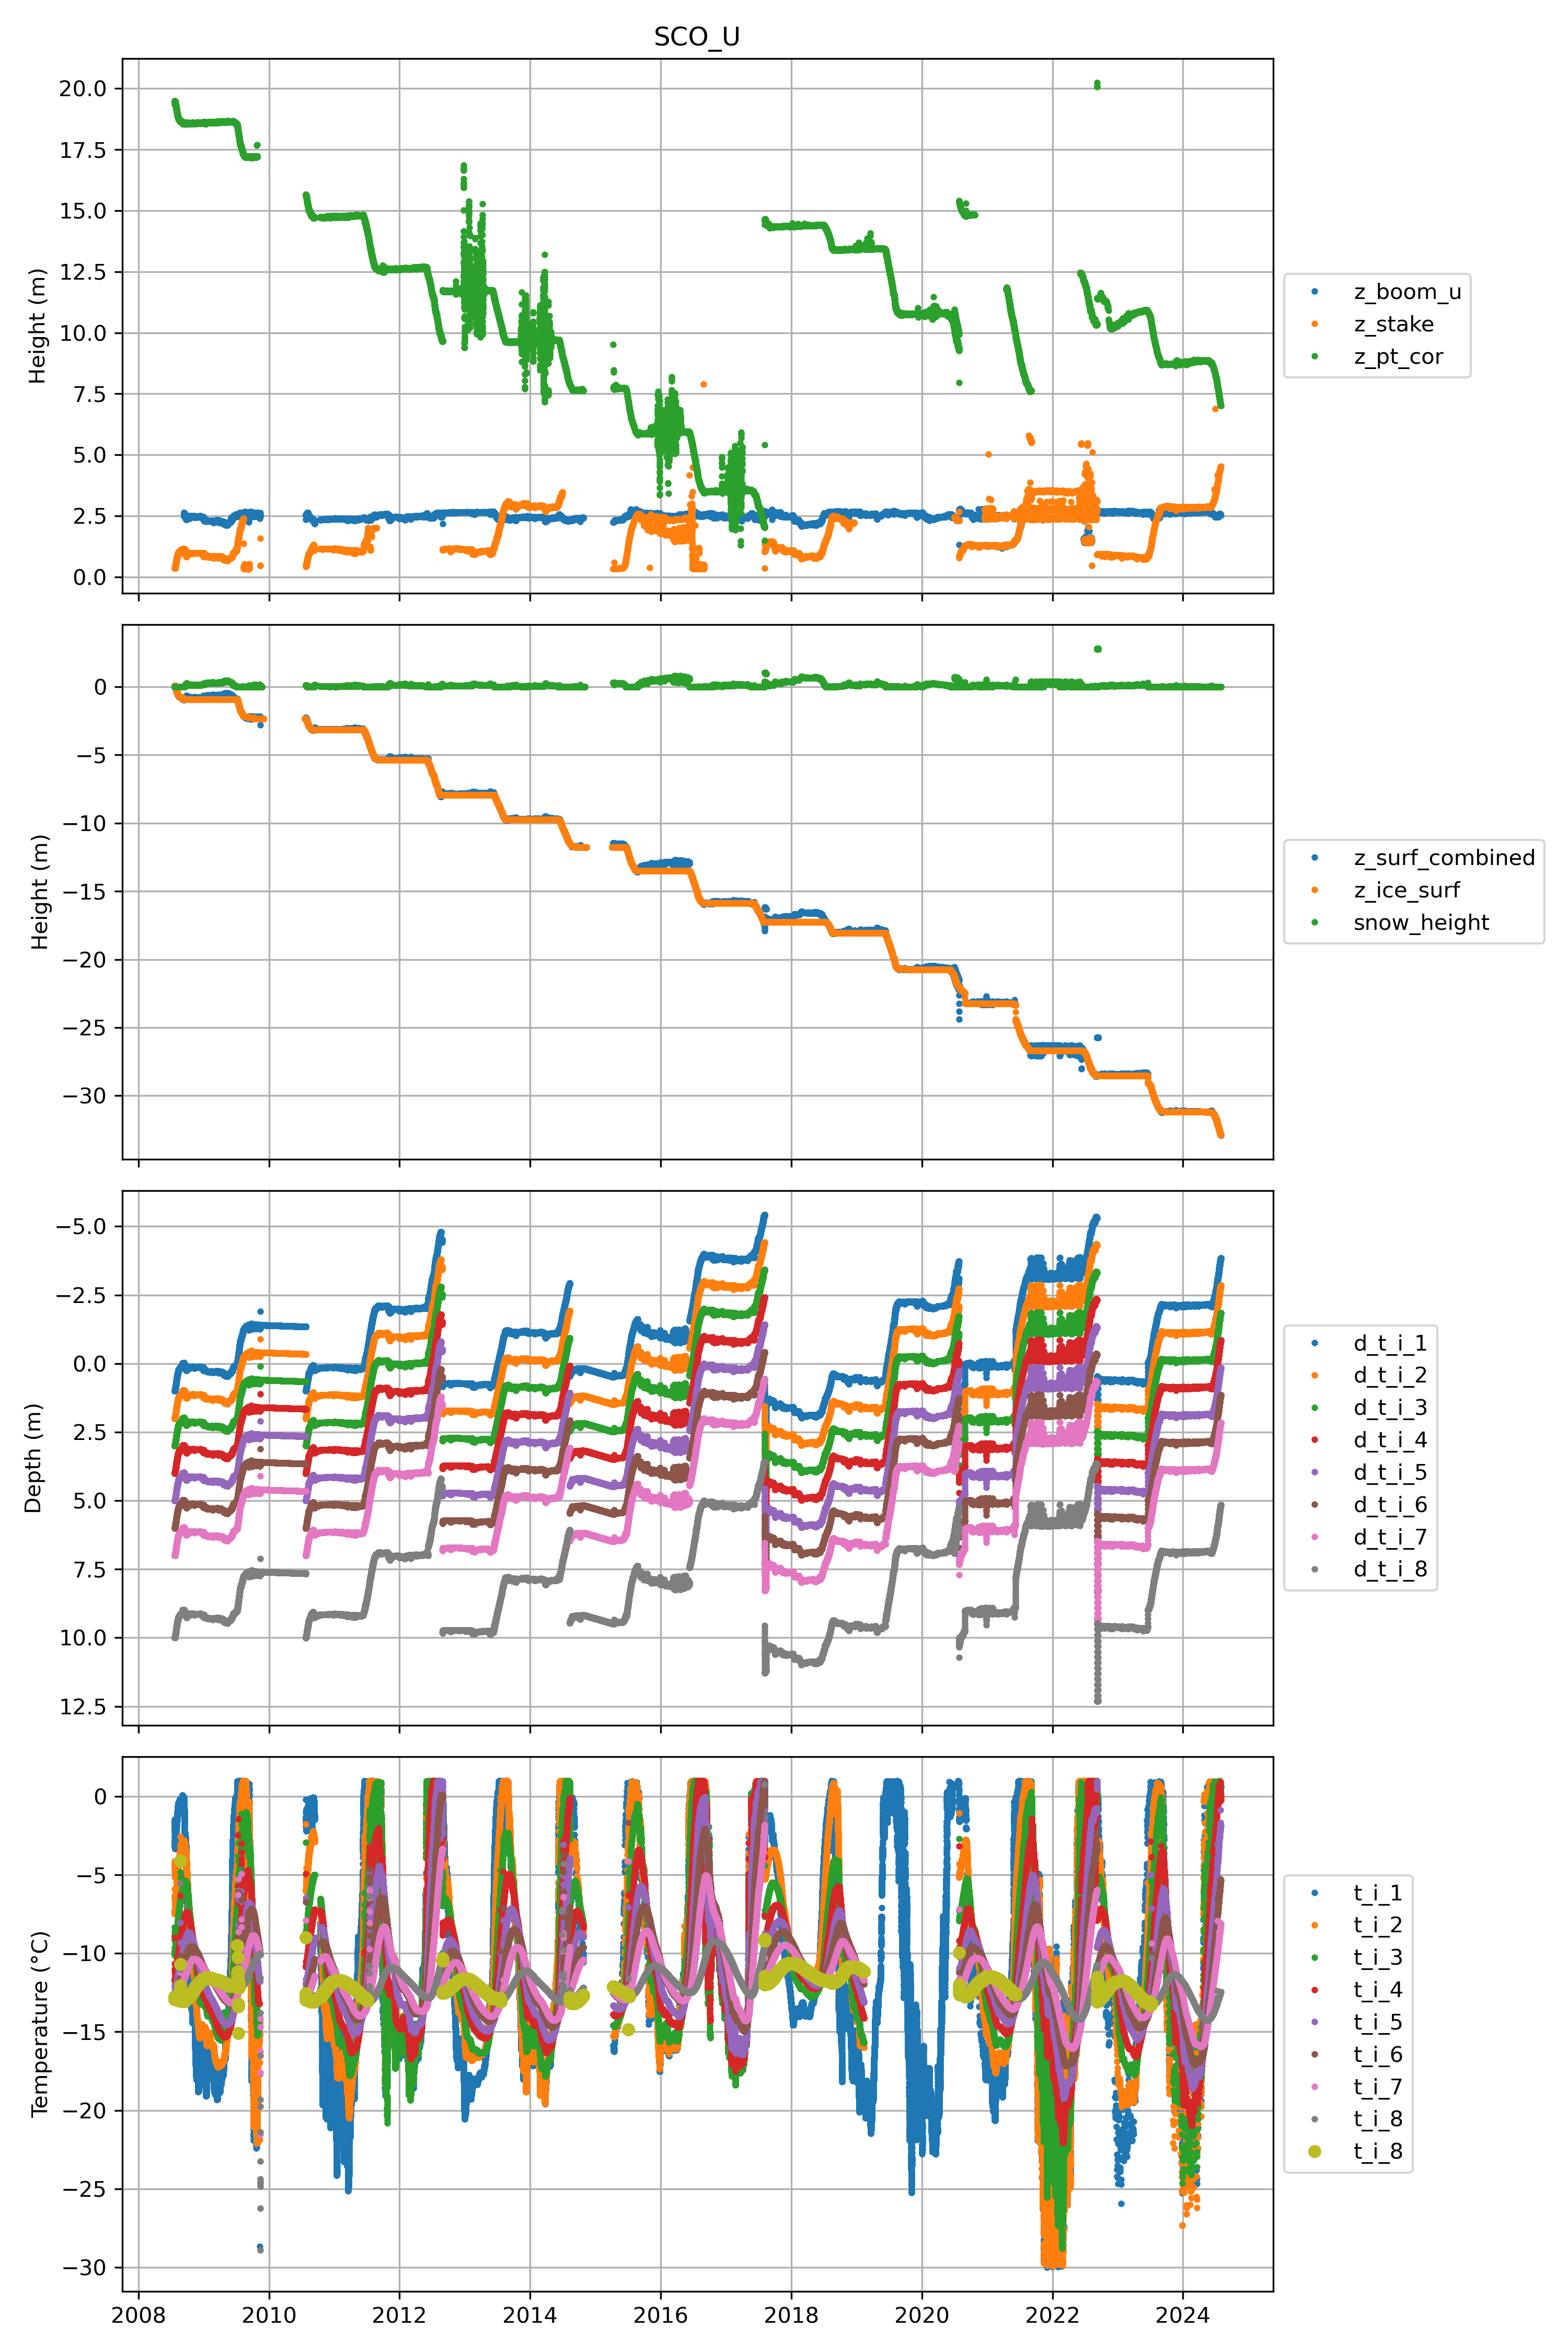 SCO_U
20.0
17.5
15.0
12.5
10.0
7.5
5.0
2.5
0.0
Height (m)
z_boom_u
z_stake
z_pt_cor
0
−5
−10
−15
−20
−25
−30
Height (m)
z_surf_combined
z_ice_surf
snow_height
−5.0
−2.5
0.0
2.5
5.0
7.5
10.0
12.5
Depth (m)
d_t_i_1
d_t_i_2
d_t_i_3
d_t_i_4
d_t_i_5
d_t_i_6
d_t_i_7
d_t_i_8
0
−5
−10
−15
−20
−25
−30
Temperature (°C)
t_i_1
t_i_2
t_i_3
t_i_4
t_i_5
t_i_6
t_i_7
t_i_8
t_i_8
2008 2010 2012 2014 2016 2018 2020 2022 2024